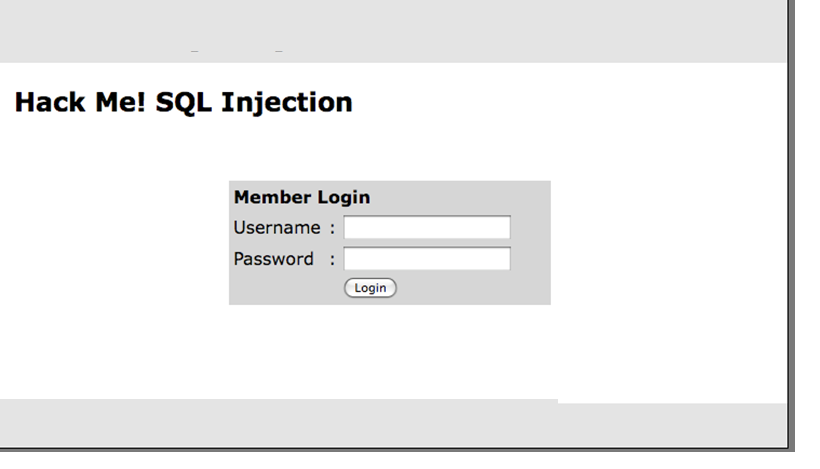 Hack Me! SQL Injection
Member Login
Username :
Password :
Login